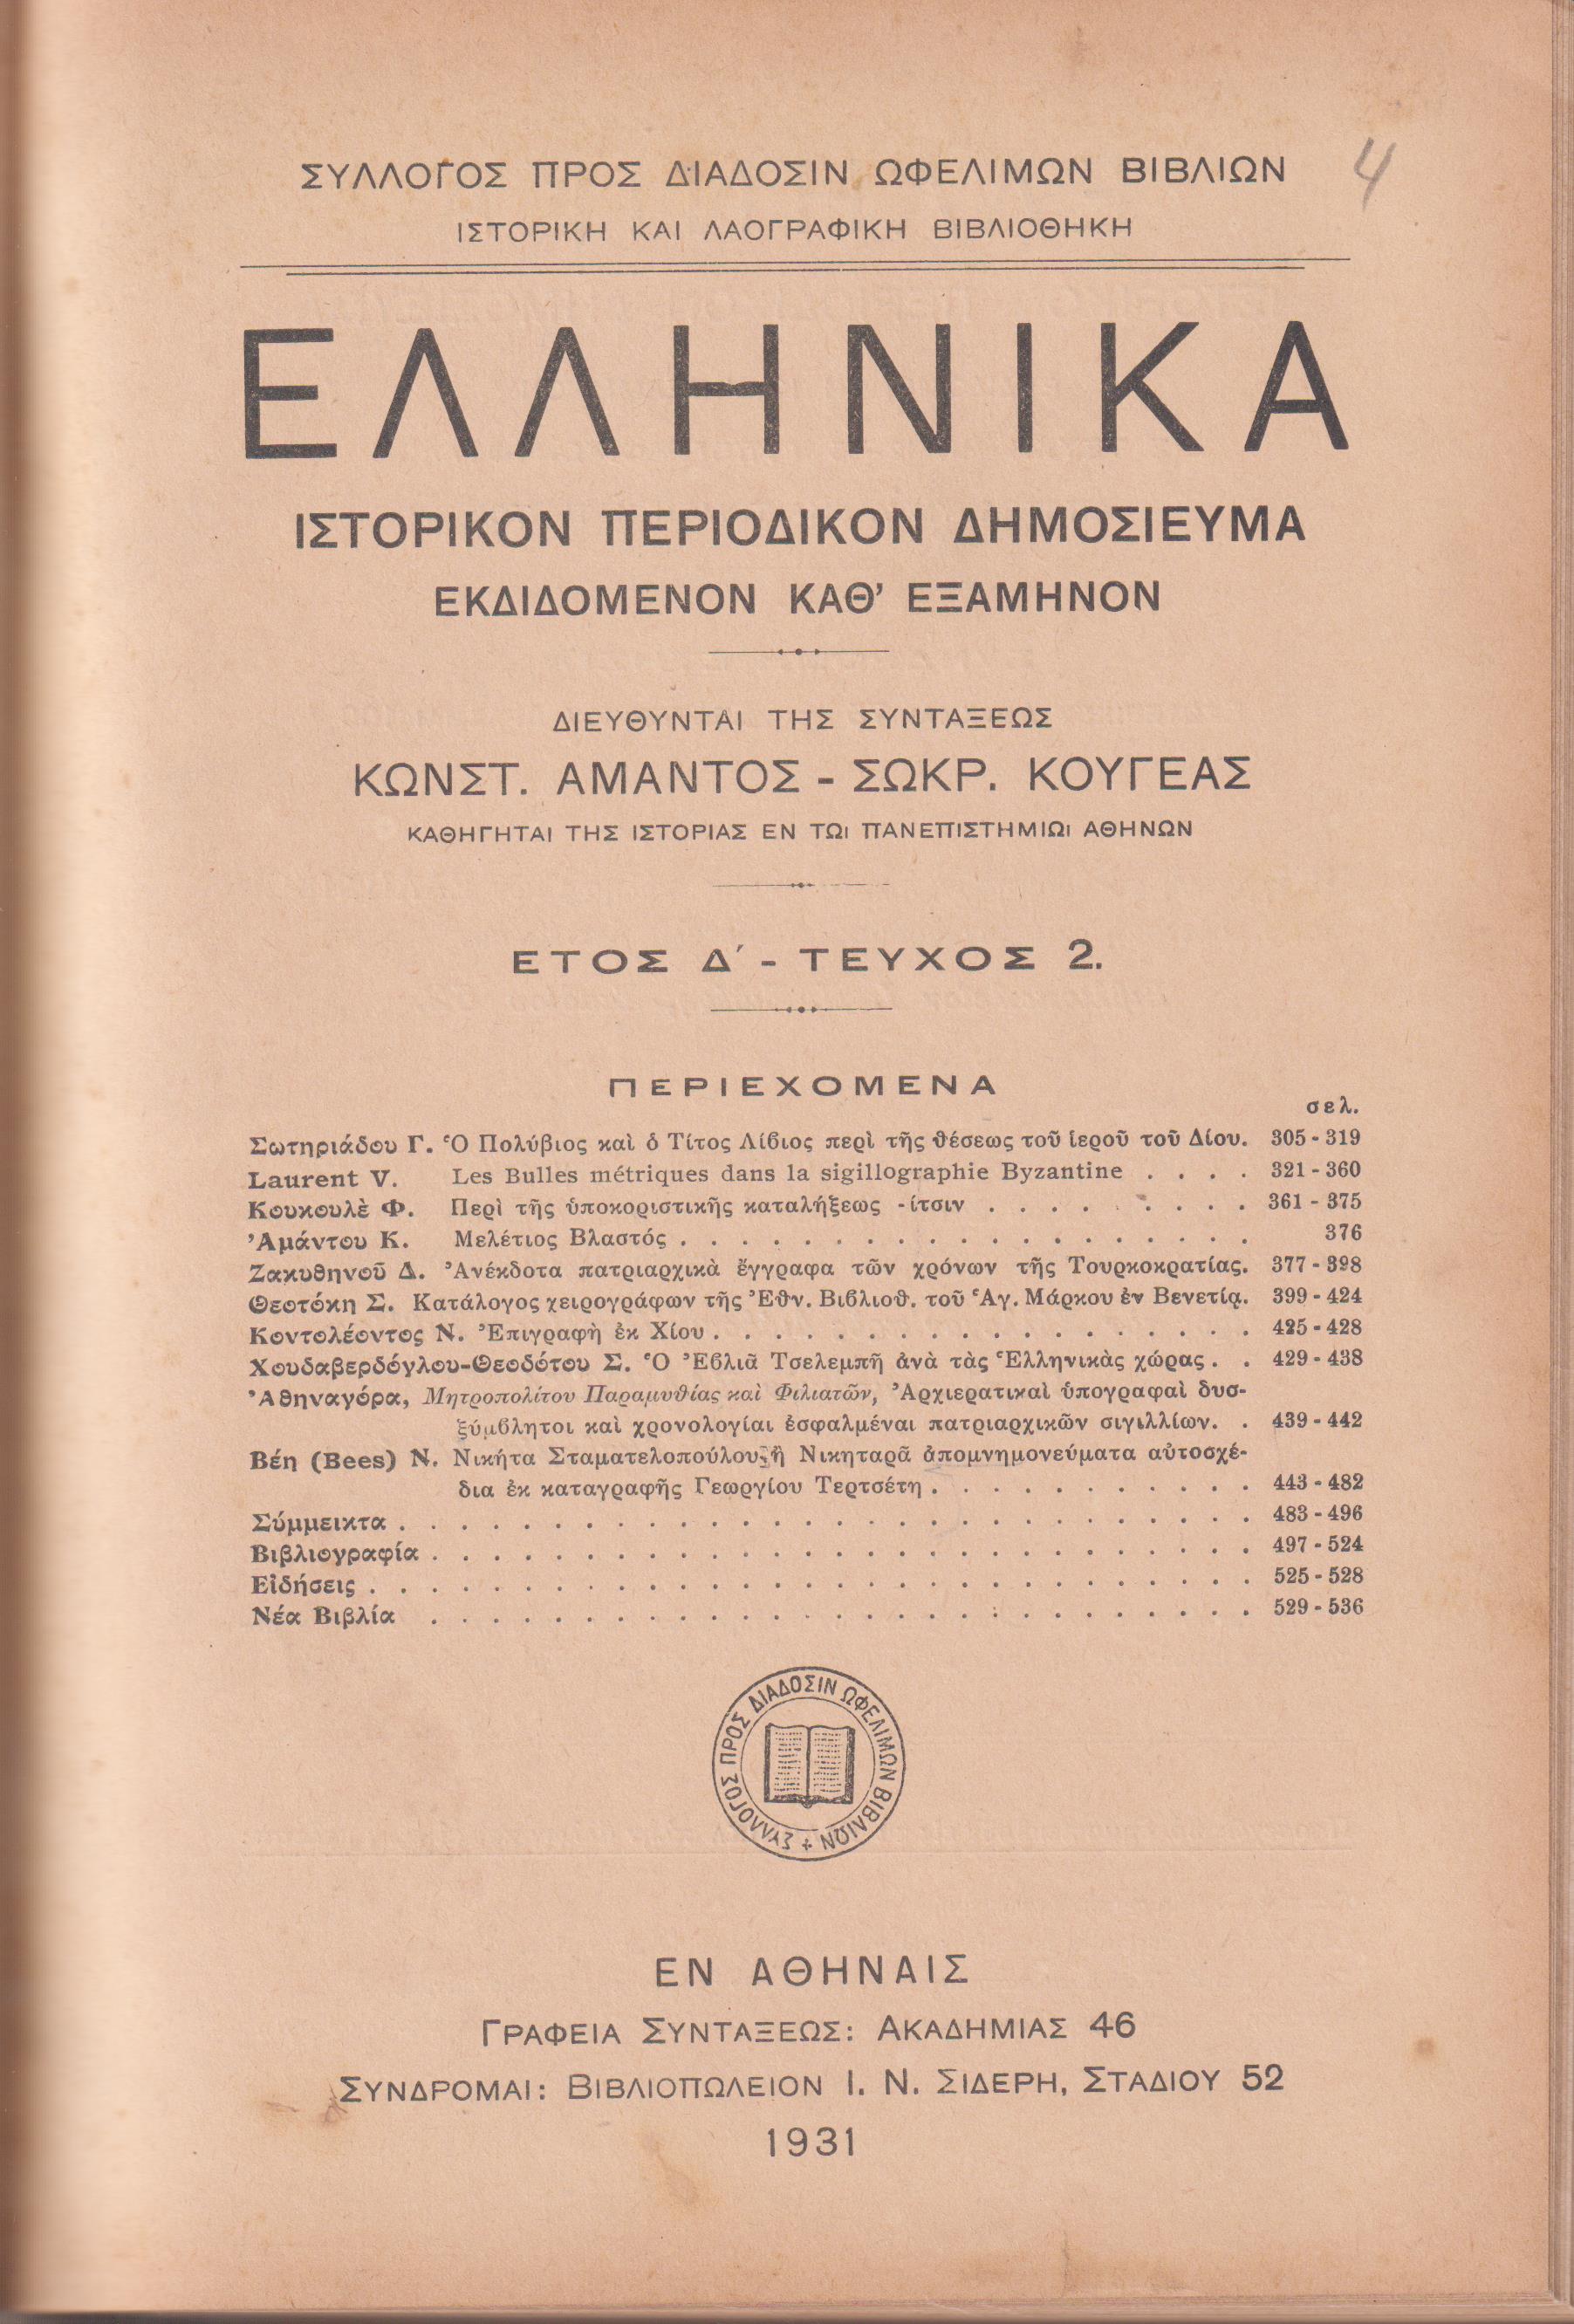 ΣΥΛΛΟΓΟΣ ΠΡΟΣ ΔΙΑΔΟΣΙΝ ΩΦΕΛΙΜΩΝ ΒΙΒΛΙΩΝ 4
ΙΣΤΟΡΙΚΗ ΚΑΙ ΛΑΟΓΡΑΦΙΚΗ ΒΙΒΛΙΟΘΗΚΗ
ΕΛΛΗΝΙΚΑ
ΙΣΤΟΡΙΚΟΝ ΠΕΡΙΟΔΙΚΟΝ ΔΗΜΟΣΙΕΥΜΑ
ΕΚΔΙΔΟΜΕΝΟΝ ΚΑΘ' ΕΞΑΜΗΝΟΝ
ΔΙΕΥΘΥΝΤΑΙ ΤΗΣ ΣΥΝΤΑΞΕΩΣ
ΚΩΝΣΤ. ΑΜΑΝΤΟΣ - ΣΩΚΡ. ΚΟΥΓΕΑΣ
ΚΑΘΗΓΗΤΑΙ ΤΗΣ ΙΣΤΟΡΙΑΣ ΕΝ ΤΩι ΠΑΝΕΠΙΣΤΗΜΙΩι ΑΘΗΝΩΝ
ΕΤΟΣ Δ΄ - ΤΕΥΧΟΣ 2.
ΠΕΡΙΕΧΟΜΕΝΑ
σελ.
Σωτηριάδου Γ. Ὁ Πολύβιος καὶ ὁ Τίτος Λίβιος περὶ τῆς θέσεως τοῦ ἱεροῦ τοῦ Δίου. 305 - 319
Laurent V. Les Bulles métriques dans la sigillographie Byzantine . . . . 321 - 360
Κουκουλὲ Φ. Περὶ τῆς ὑποκοριστικῆς καταλήξεως -ίτσιν . . . . . . . . . 361 - 375
Ἀμάντου Κ. Μελέτιος Βλαστός . . . . . . . . . . . . . . . . . . . 376
Ζακυθηνοῦ Δ. Ἀνέκδοτα πατριαρχικὰ ἔγγραφα τῶν χρόνων τῆς Τουρκοκρατίας. 377 - 398
Θεοτόκη Σ. Κατάλογος χειρογράφων τῆς Ἐθν. Βιβλιοθ. τοῦ Ἁγ. Μάρκου ἐν Βενετίᾳ. 399 - 424
Κοντολέοντος Ν. Ἐπιγραφὴ ἐκ Χίου . . . . . . . . . . . . . . . . . . 425 - 428
Χουδαβερδόγλου-Θεοδότου Σ. Ὁ Ἐβλιᾶ Τσελεμπῆ ἀνὰ τὰς Ἑλληνικὰς χώρας . . 429 - 438
Ἀθηναγόρα, Μητροπολίτου Παραμυθίας καὶ Φιλιατῶν, Ἀρχιερατικαὶ ὑπογραφαὶ δυσ-
ξύμβλητοι καὶ χρονολογίαι ἐσφαλμέναι πατριαρχικῶν σιγιλλίων. . 439 - 442
Βέη (Bees) Ν. Νικήτα Σταματελοπούλου ἢ Νικηταρᾶ ἀπομνημονεύματα αὐτοσχέ-
δια ἐκ καταγραφῆς Γεωργίου Τερτσέτη . . . . . . . . . . . 443 - 482
Σύμμεικτα . . . . . . . . . . . . . . . . . . . . . . . . . . . . 483 - 496
Βιβλιογραφία . . . . . . . . . . . . . . . . . . . . . . . . . . . 497 - 524
Εἰδήσεις . . . . . . . . . . . . . . . . . . . . . . . . . . . . . 525 - 528
Νέα Βιβλία . . . . . . . . . . . . . . . . . . . . . . . . . . . 529 - 536
ΣΥΛΛΟΓΟΣ ΠΡΟΣ ΔΙΑΔΟΣΙΝ ΩΦΕΛΙΜΩΝ ΒΙΒΛΙΩΝ +
ΕΝ ΑΘΗΝΑΙΣ
ΓΡΑΦΕΙΑ ΣΥΝΤΑΞΕΩΣ: ΑΚΑΔΗΜΙΑΣ 46
ΣΥΝΔΡΟΜΑΙ: ΒΙΒΛΙΟΠΩΛΕΙΟΝ Ι. Ν. ΣΙΔΕΡΗ, ΣΤΑΔΙΟΥ 52
1931